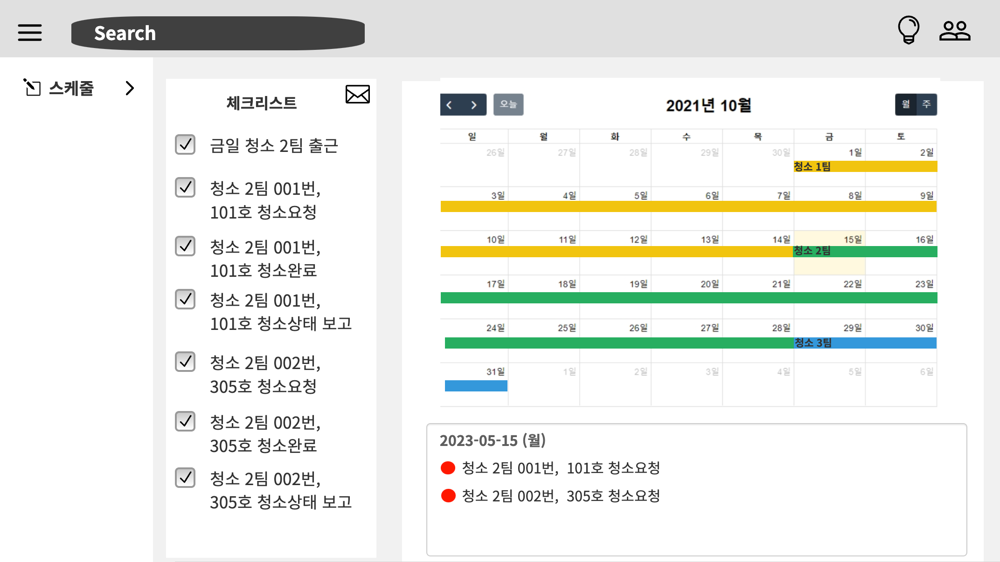 Search
스케줄
체크리스트
금일 청소 2팀 출근
청소 2팀 001번,
101호 청소요청
청소 2팀 001번,
101호 청소완료
청소 2팀 001번,
101호 청소상태 보고
청소 2팀 002번,
305호 청소요청
청소 2팀 002번,
305호 청소완료
청소 2팀 002번,
305호 청소상태 보고
오늘 2021년 10월 월 주
일 월 화 수 목 금 토
26일 27일 28일 29일 30일 1일 2일
청소 1팀
3일 4일 5일 6일 7일 8일 9일
10일 11일 12일 13일 14일 15일 16일
청소 2팀
17일 18일 19일 20일 21일 22일 23일
24일 25일 26일 27일 28일 29일 30일
청소 3팀
31일 1일 2일 3일 4일 5일 6일
2023-05-15 (월)
청소 2팀 001번, 101호 청소요청
청소 2팀 002번, 305호 청소요청